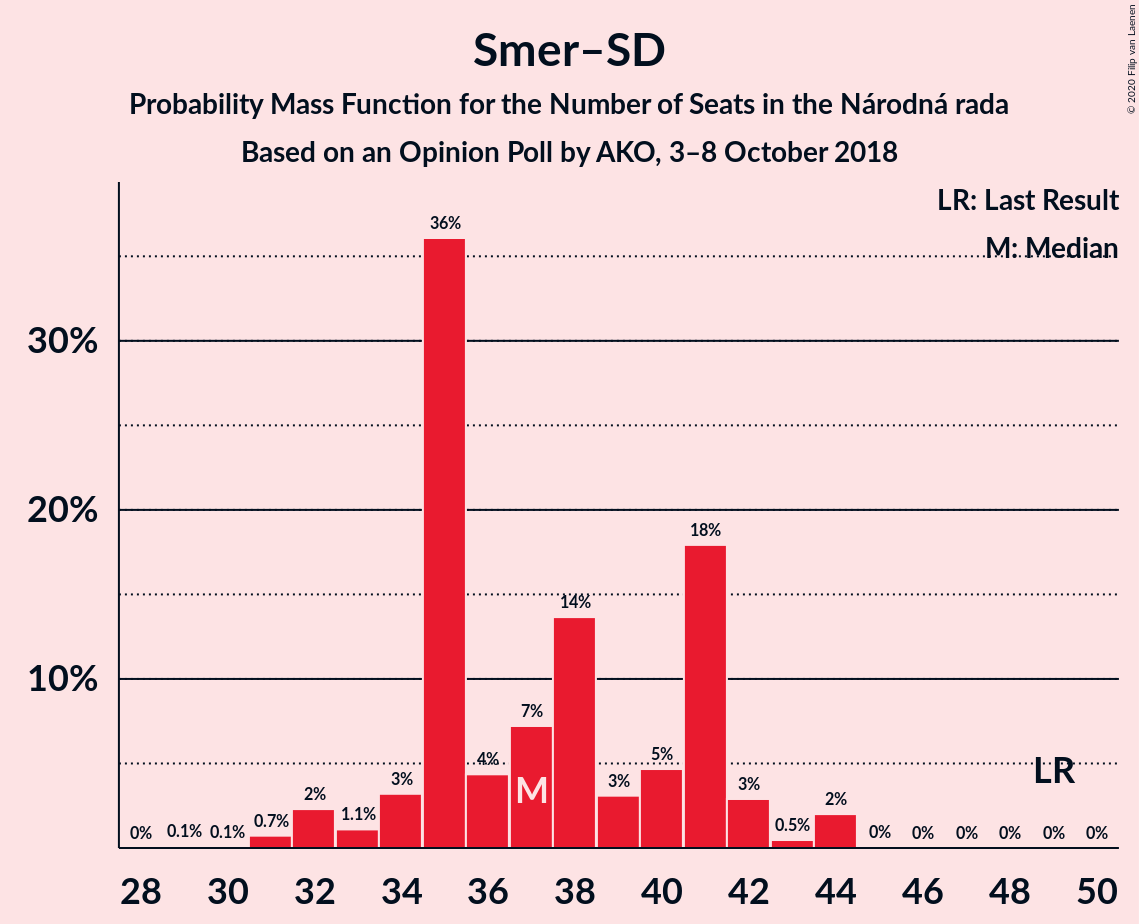 Smer–SD
Probability Mass Function for the Number of Seats in the Národná rada
Based on an Opinion Poll by AKO, 3–8 October 2018
© 2020 Filip van Laenen
LR: Last Result
M: Median
30%
20%
10%
0%
0.1%
0.1%
0.7%
2%
1.1%
3%
36%
4%
7%
14%
3%
5%
18%
3%
0.5%
2%
0%
0%
0%
0%
0%
0%
M
LR
28 30 32 34 36 38 40 42 44 46 48 50